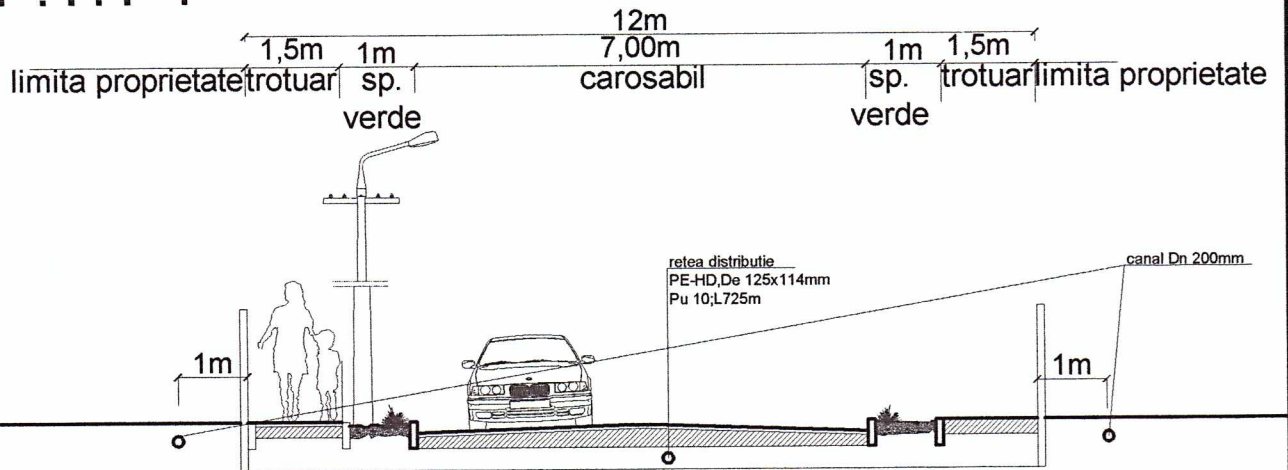 12m
1,5m 1m 7,00m 1m 1,5m
limita proprietate trotuar sp. carosabil sp. trotuar limita proprietate
verde verde
retea distributie canal Dn 200mm
PE-HD,De 125x114mm
Pu 10;L725m
1m 1m